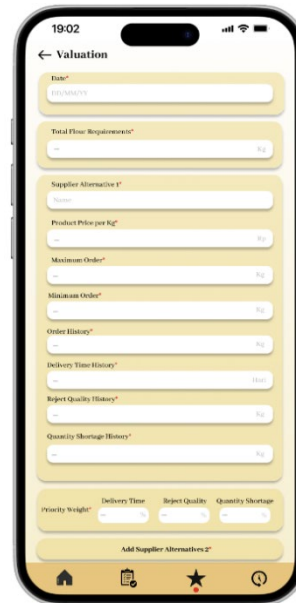 19:02
← Valuation
Date*
DD/MM/YY
Total Flour Requirements*
... Kg
Supplier Alternative 1*
Name
Product Price per Kg*
... Rp
Maximum Order*
... Kg
Minimum Order*
... Kg
Order History*
... Kg
Delivery Time History*
... Hari
Reject Quality History*
... Kg
Quantity Shortage History*
... Kg
Delivery Time Reject Quality Quantity Shortage
Priority Weight* ... % ... % ... %
Add Supplier Alternatives 2*